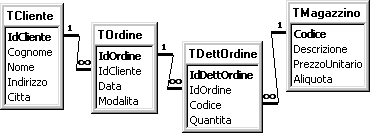 TCliente
IdCliente
Cognome
Nome
Indirizzo
Citta
1
∞
TOrdine
IdOrdine
IdCliente
Data
Modalita
1
∞
TDettOrdine
IdDettOrdine
IdOrdine
Codice
Quantita
∞
1
TMagazzino
Codice
Descrizione
PrezzoUnitario
Aliquota